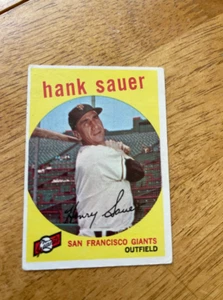 hank sauer
Henry Sauer
SAN FRANCISCO GIANTS
OUTFIELD